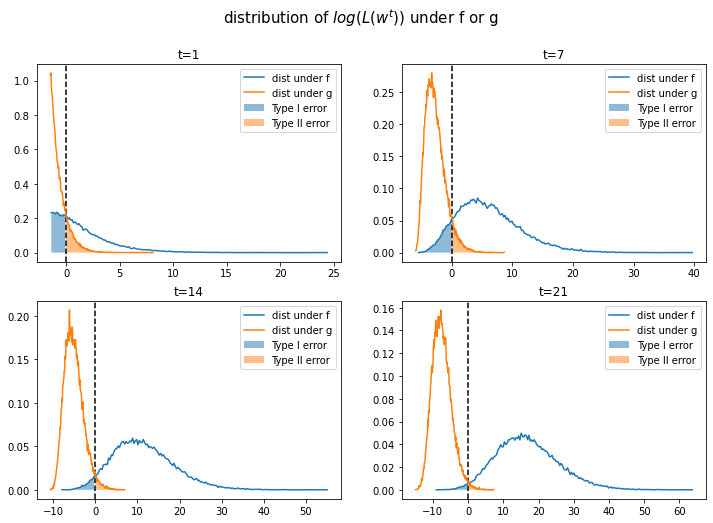 distribution of log(L(w^t)) under f or g
t=1
dist under f
dist under g
Type I error
Type II error
1.0
0.8
0.6
0.4
0.2
0.0
0 5 10 15 20 25
t=7
dist under f
dist under g
Type I error
Type II error
0.25
0.20
0.15
0.10
0.05
0.00
0 10 20 30 40
t=14
dist under f
dist under g
Type I error
Type II error
0.20
0.15
0.10
0.05
0.00
−10 0 10 20 30 40 50
t=21
dist under f
dist under g
Type I error
Type II error
0.16
0.14
0.12
0.10
0.08
0.06
0.04
0.02
0.00
−10 0 10 20 30 40 50 60